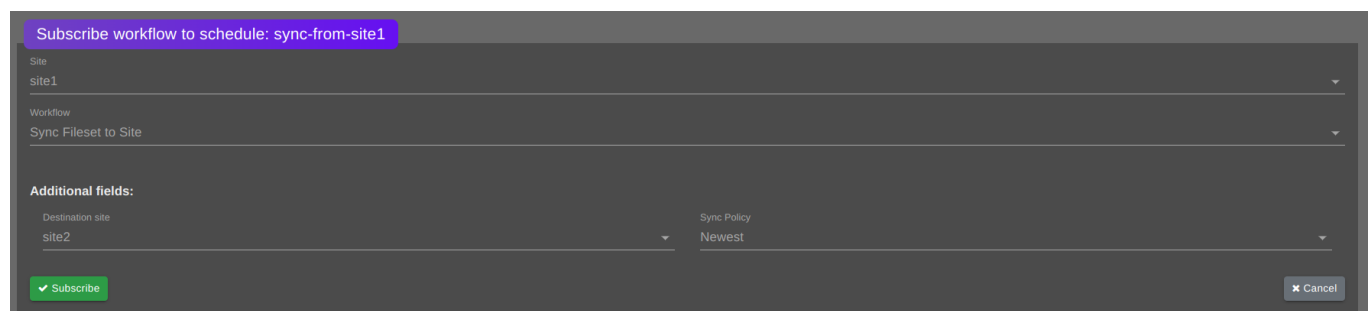 Subscribe workflow to schedule: sync-from-site1
Site
site1
Workflow
Sync Fileset to Site
Additional fields:
Destination site
Sync Policy
site2
Newest
Subscribe
Cancel